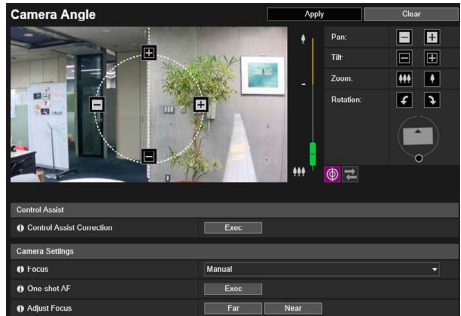 Camera Angle
Apply
Clear
Pan:
Tilt:
Zoom:
Rotation:
Control Assist
Control Assist Correction
Exec
Camera Settings
Focus
Manual
One-shot AF
Exec
Adjust Focus
Far
Near